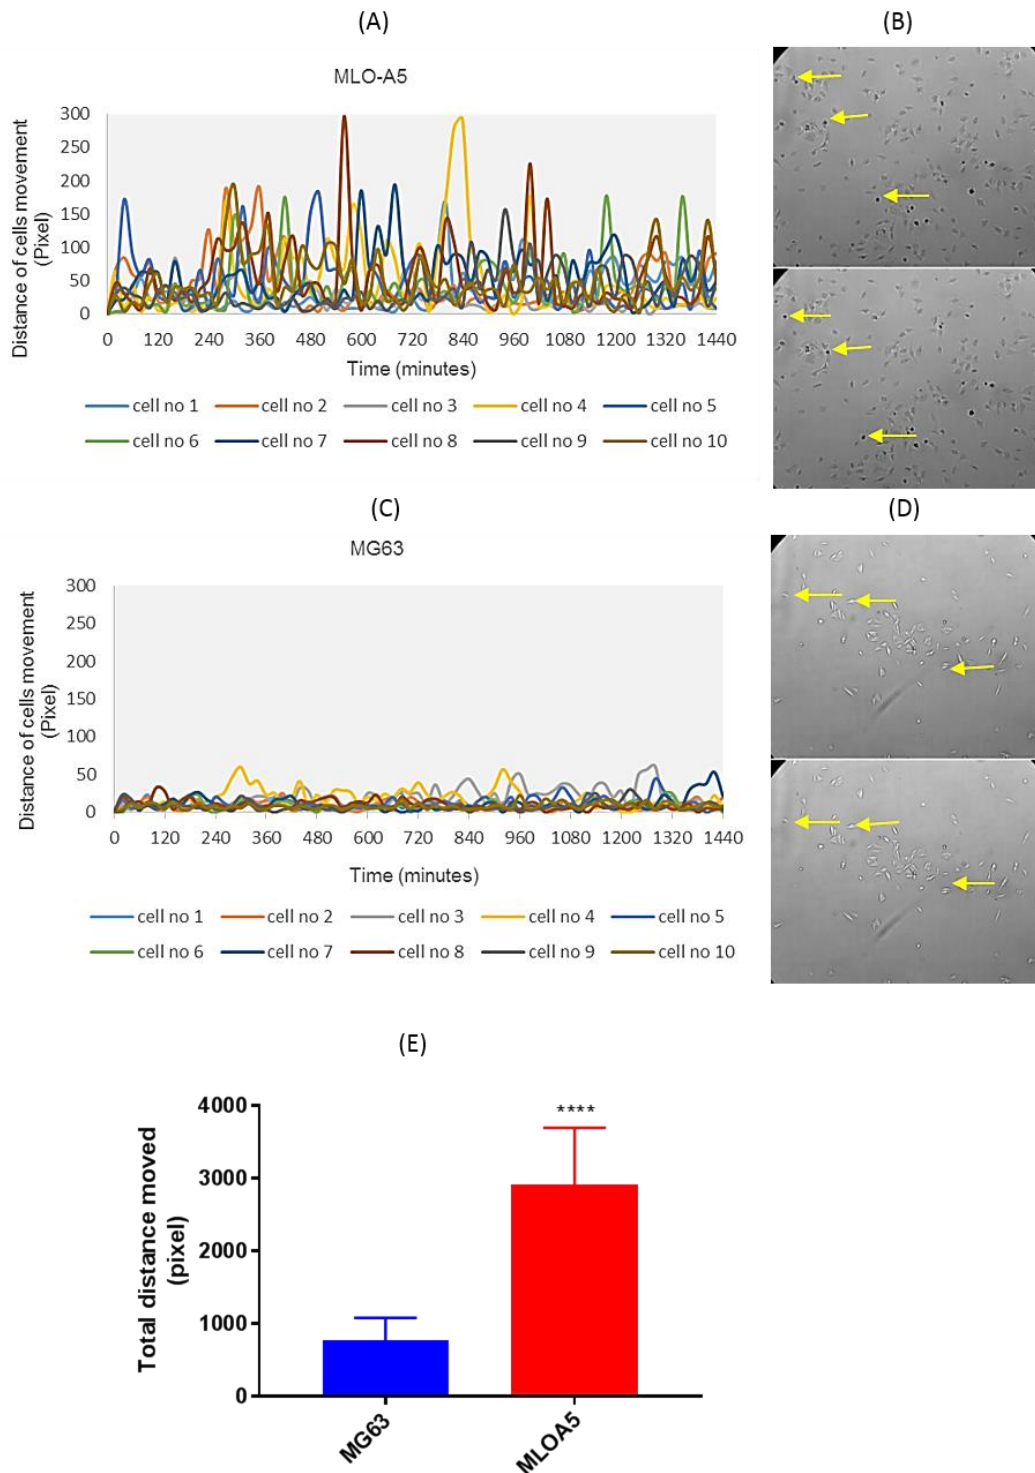 (A)
(B)
MLO-A5
Distance of cells movement
(Pixel)
300
250
200
150
100
50
0
0 120 240 360 480 600 720 840 960 1080 1200 1320 1440
Time (minutes)
cell no 1 cell no 2 cell no 3 cell no 4 cell no 5
cell no 6 cell no 7 cell no 8 cell no 9 cell no 10
(C)
(D)
MG63
Distance of cells movement
(Pixel)
300
250
200
150
100
50
0
0 120 240 360 480 600 720 840 960 1080 1200 1320 1440
Time (minutes)
cell no 1 cell no 2 cell no 3 cell no 4 cell no 5
cell no 6 cell no 7 cell no 8 cell no 9 cell no 10
(E)
Total distance moved
(pixel)
4000
3000
2000
1000
0
****
MG63
MLOA5